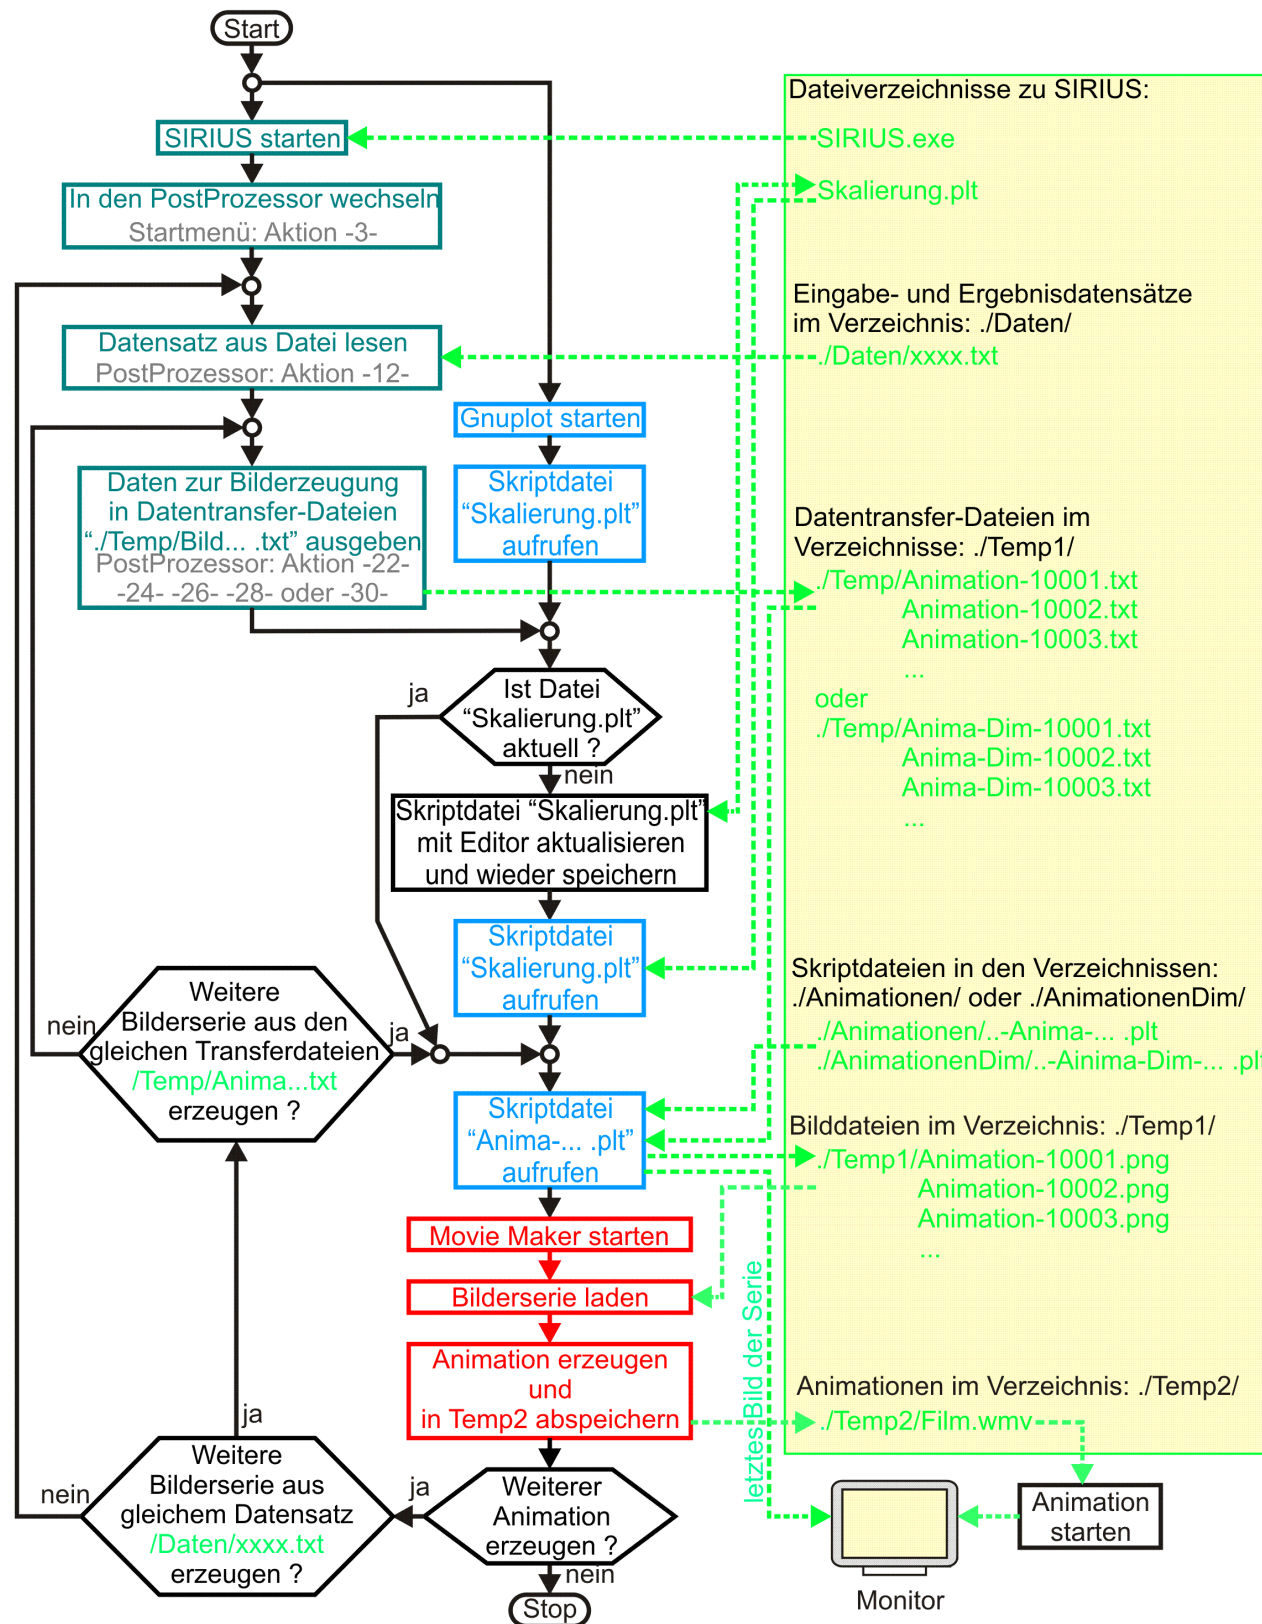 Start
SIRIUS starten
In den PostProzessor wechseln
Startmenü: Aktion -3-
Datensatz aus Datei lesen
PostProzessor: Aktion -12-
Daten zur Bilderzeugung
in Datentransfer-Dateien
“./Temp/Bild... .txt” ausgeben
PostProzessor: Aktion -22-
-24- -26- -28- oder -30-
Gnuplot starten
Skriptdatei
“Skalierung.plt”
aufrufen
Ist Datei
“Skalierung.plt”
aktuell ?
ja
nein
Skriptdatei “Skalierung.plt”
mit Editor aktualisieren
und wieder speichern
Skriptdatei
“Skalierung.plt”
aufrufen
Weitere
Bilderserie aus den
gleichen Transferdateien
/Temp/Anima...txt
erzeugen ?
nein
ja
Skriptdatei
“Anima-... .plt”
aufrufen
Movie Maker starten
Bilderserie laden
Animation erzeugen
und
in Temp2 abspeichern
Weiterer
Animation
erzeugen ?
ja
nein
Weitere
Bilderserie aus
gleichem Datensatz
/Daten/xxxx.txt
erzeugen ?
ja
nein
Stop
Dateiverzeichnisse zu SIRIUS:
SIRIUS.exe
Skalierung.plt
Eingabe- und Ergebnisdatensätze
im Verzeichnis: ./Daten/
./Daten/xxxx.txt
Datentransfer-Dateien im
Verzeichnisse: ./Temp1/
./Temp/Animation-10001.txt
Animation-10002.txt
Animation-10003.txt
...
oder
./Temp/Anima-Dim-10001.txt
Anima-Dim-10002.txt
Anima-Dim-10003.txt
...
Skriptdateien in den Verzeichnissen:
./Animationen/ oder ./AnimationenDim/
./Animationen/..-Anima-... .plt
./AnimationenDim/..-Ainima-Dim-... .plt
Bilddateien im Verzeichnis: ./Temp1/
./Temp1/Animation-10001.png
Animation-10002.png
Animation-10003.png
...
letztes Bild der Serie
Animationen im Verzeichnis: ./Temp2/
./Temp2/Film.wmv
Animation
starten
Monitor